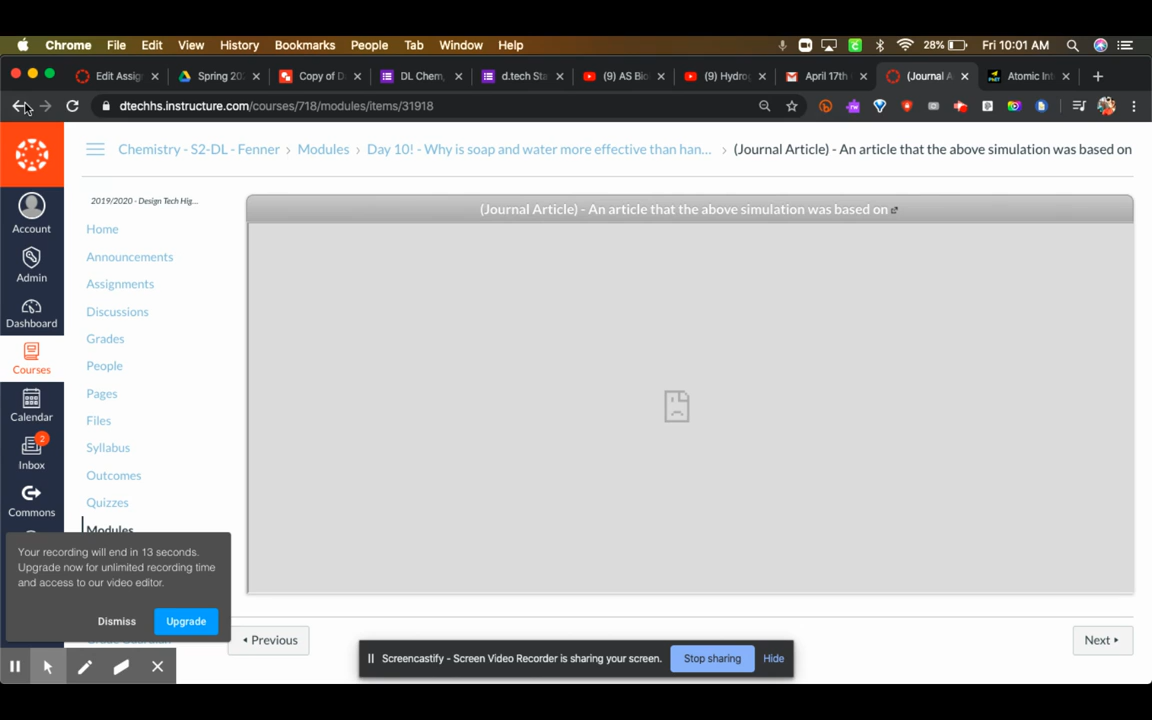 Chrome File Edit View History Bookmarks People Tab Window Help 28% Fri 10:01 AM
Edit Assig Spring 202 Copy of D DL Chem, d.tech Sta (9) AS Bio (9) Hydro April 17th (Journal A Atomic Int
dtechhs.instructure.com/courses/718/modules/items/31918
Chemistry - S2-DL - Fenner › Modules › Day 10! - Why is soap and water more effective than han... › (Journal Article) - An article that the above simulation was based on
2019/2020 - Design Tech Hig...
(Journal Article) - An article that the above simulation was based on
Account
Admin
Dashboard
Courses
Calendar
2
Inbox
Commons
Home
Announcements
Assignments
Discussions
Grades
People
Pages
Files
Syllabus
Outcomes
Quizzes
Modules
Your recording will end in 13 seconds.
Upgrade now for unlimited recording time
and access to our video editor.
Dismiss Upgrade
Previous
Next
Screencastify - Screen Video Recorder is sharing your screen. Stop sharing Hide